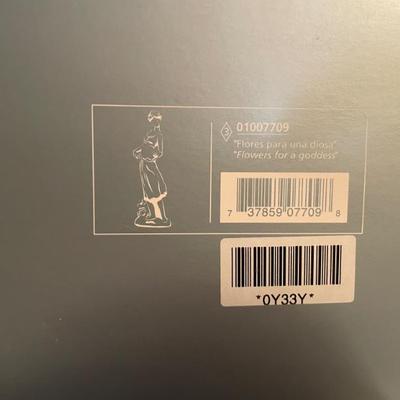 3 01007709
"Flores para una diosa"
"Flowers for a goddess"
7 37859 07709 8
*0Y33Y*